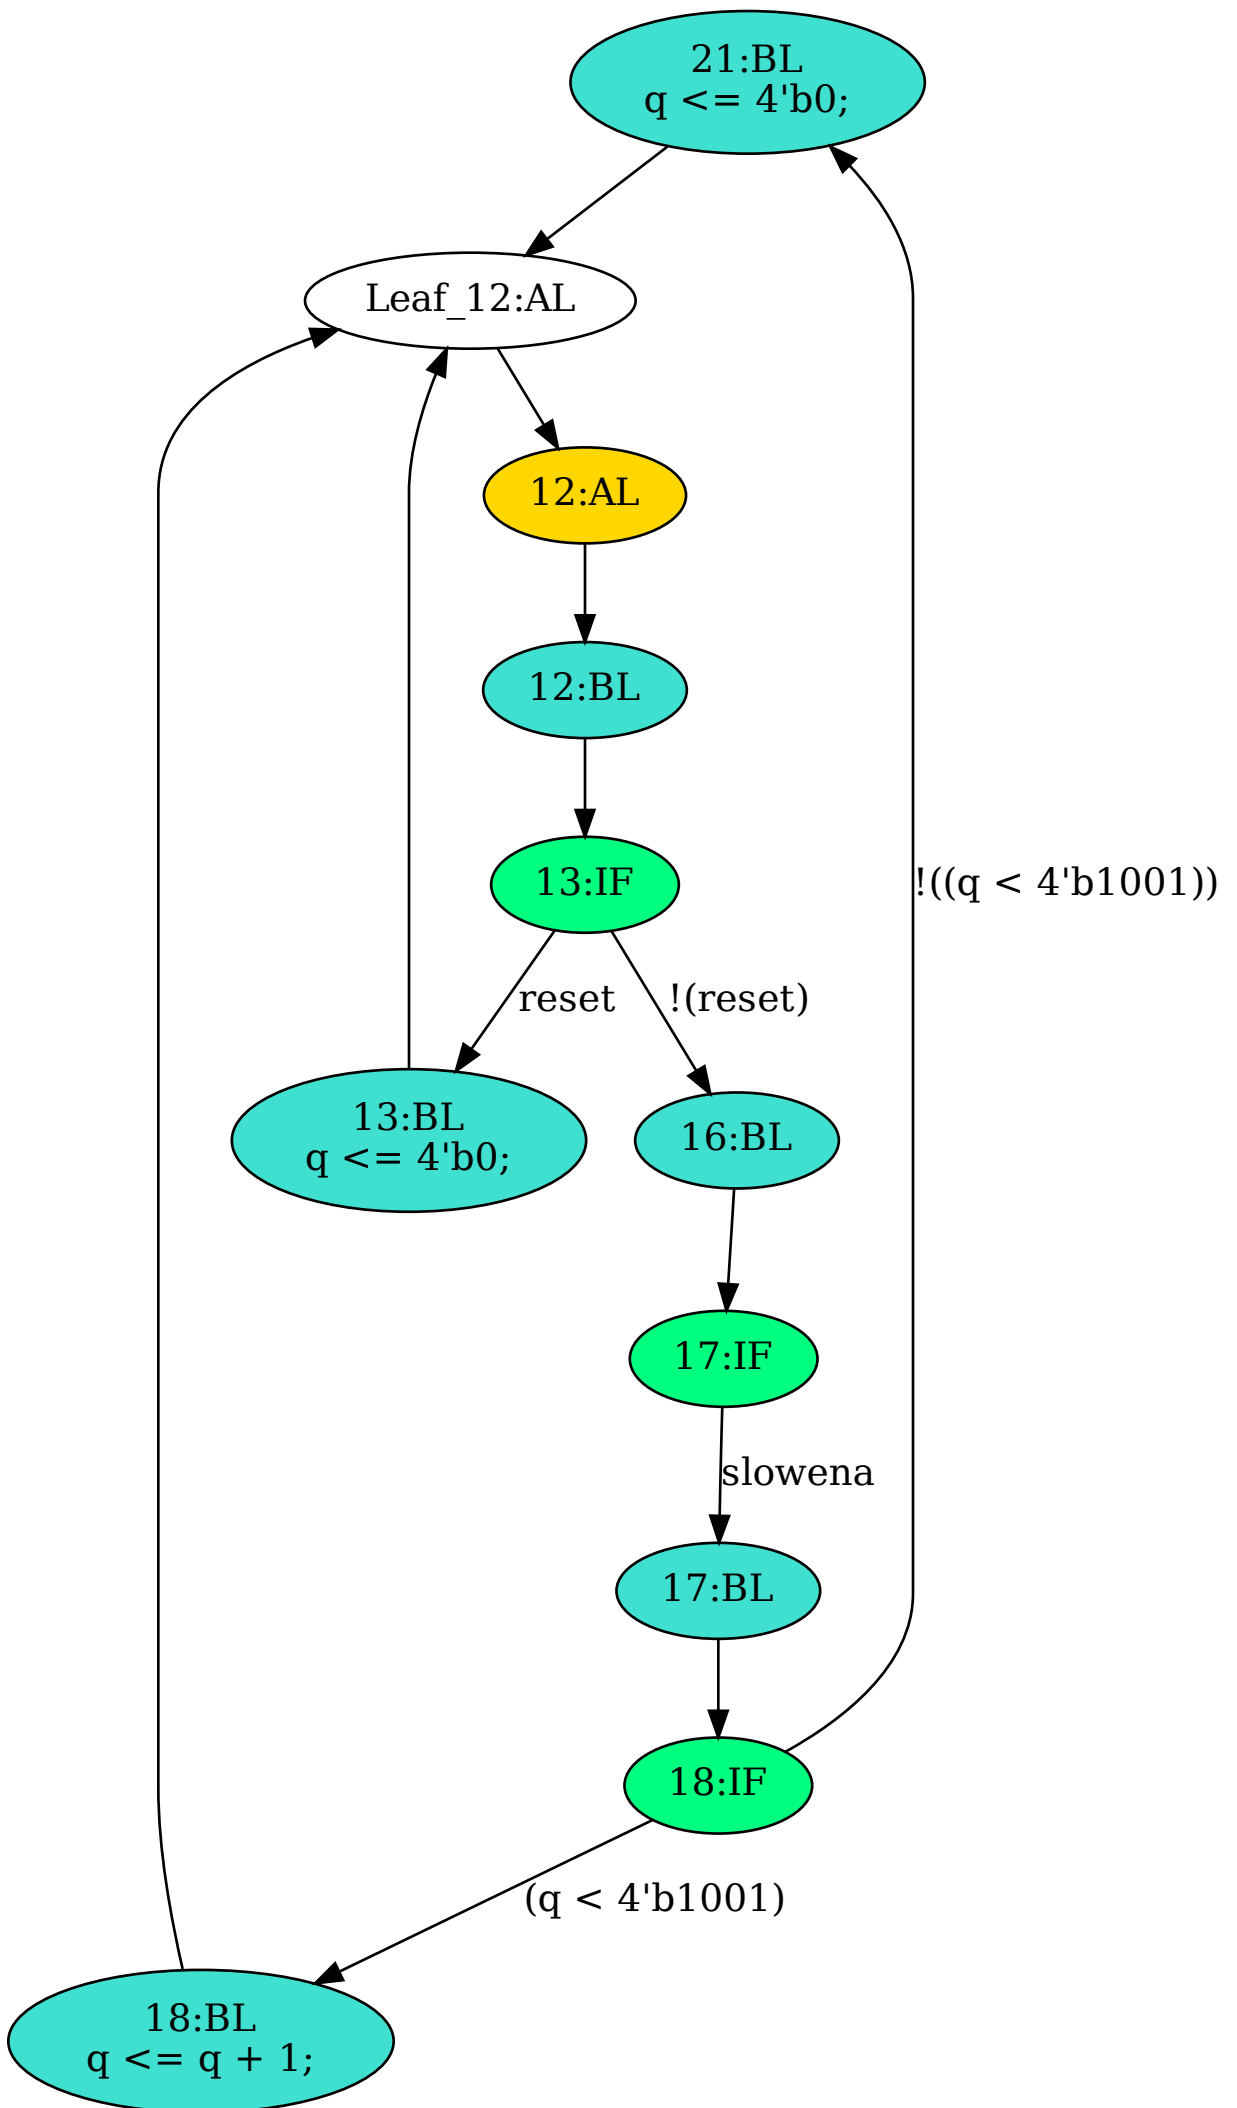 21:BL
q <= 4'b0;
Leaf_12:AL
12:AL
12:BL
13:IF
!((q < 4'b1001))
reset
!(reset)
13:BL
q <= 4'b0;
16:BL
17:IF
slowena
17:BL
18:IF
(q < 4'b1001)
18:BL
q <= q + 1;